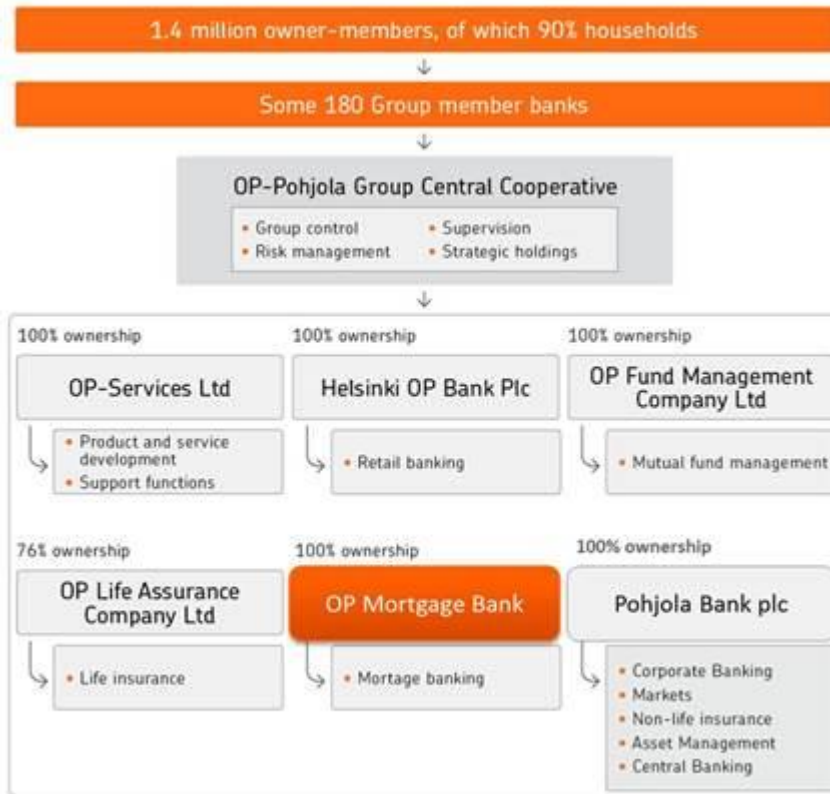 1.4 million owner-members, of which 90% households
Some 180 Group member banks
OP-Pohjola Group Central Cooperative
• Group control
• Risk management
• Supervision
• Strategic holdings
100% ownership
OP-Services Ltd
• Product and service
development
• Support functions
100% ownership
Helsinki OP Bank Plc
• Retail banking
100% ownership
OP Fund Management
Company Ltd
• Mutual fund management
76% ownership
OP Life Assurance
Company Ltd
• Life insurance
100% ownership
OP Mortgage Bank
• Mortage banking
100% ownership
Pohjola Bank plc
• Corporate Banking
• Markets
• Non-life insurance
• Asset Management
• Central Banking